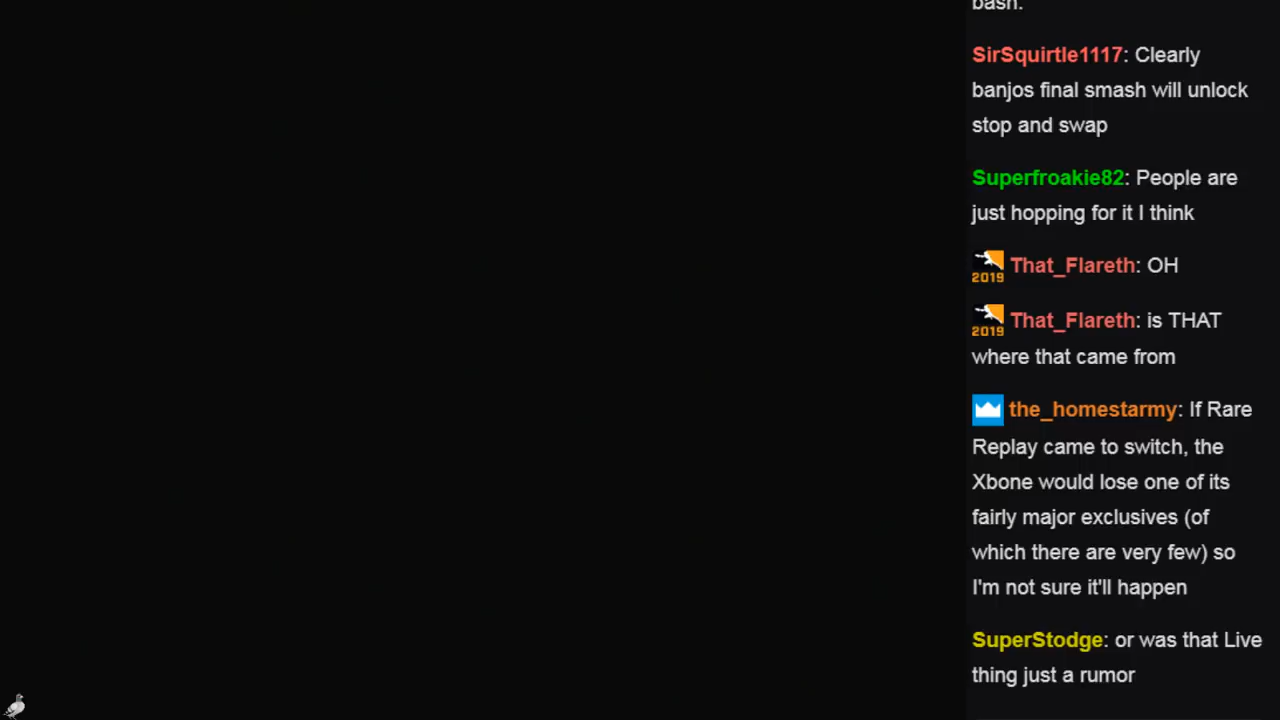 bash.
SirSquirtle1117: Clearly
banjos final smash will unlock
stop and swap
Superfroakie82: People are
just hopping for it I think
2019 That_Flareth: OH
2019 That_Flareth: is THAT
where that came from
the_homestarmy: If Rare
Replay came to switch, the
Xbone would lose one of its
fairly major exclusives (of
which there are very few) so
I'm not sure it'll happen
SuperStodge: or was that Live
thing just a rumor